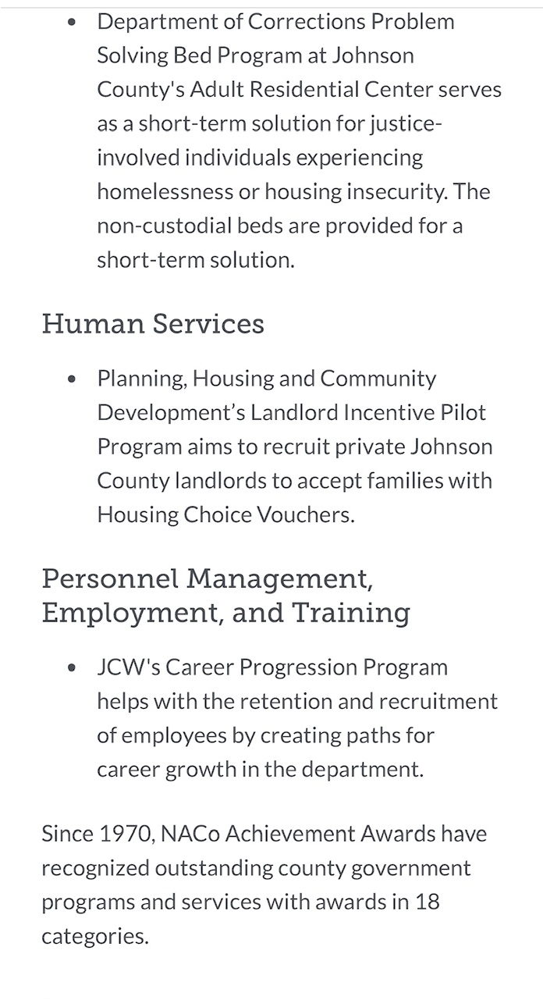 • Department of Corrections Problem
Solving Bed Program at Johnson
County's Adult Residential Center serves
as a short-term solution for justice-
involved individuals experiencing
homelessness or housing insecurity. The
non-custodial beds are provided for a
short-term solution.
Human Services
• Planning, Housing and Community
Development’s Landlord Incentive Pilot
Program aims to recruit private Johnson
County landlords to accept families with
Housing Choice Vouchers.
Personnel Management,
Employment, and Training
• JCW's Career Progression Program
helps with the retention and recruitment
of employees by creating paths for
career growth in the department.
Since 1970, NACo Achievement Awards have
recognized outstanding county government
programs and services with awards in 18
categories.